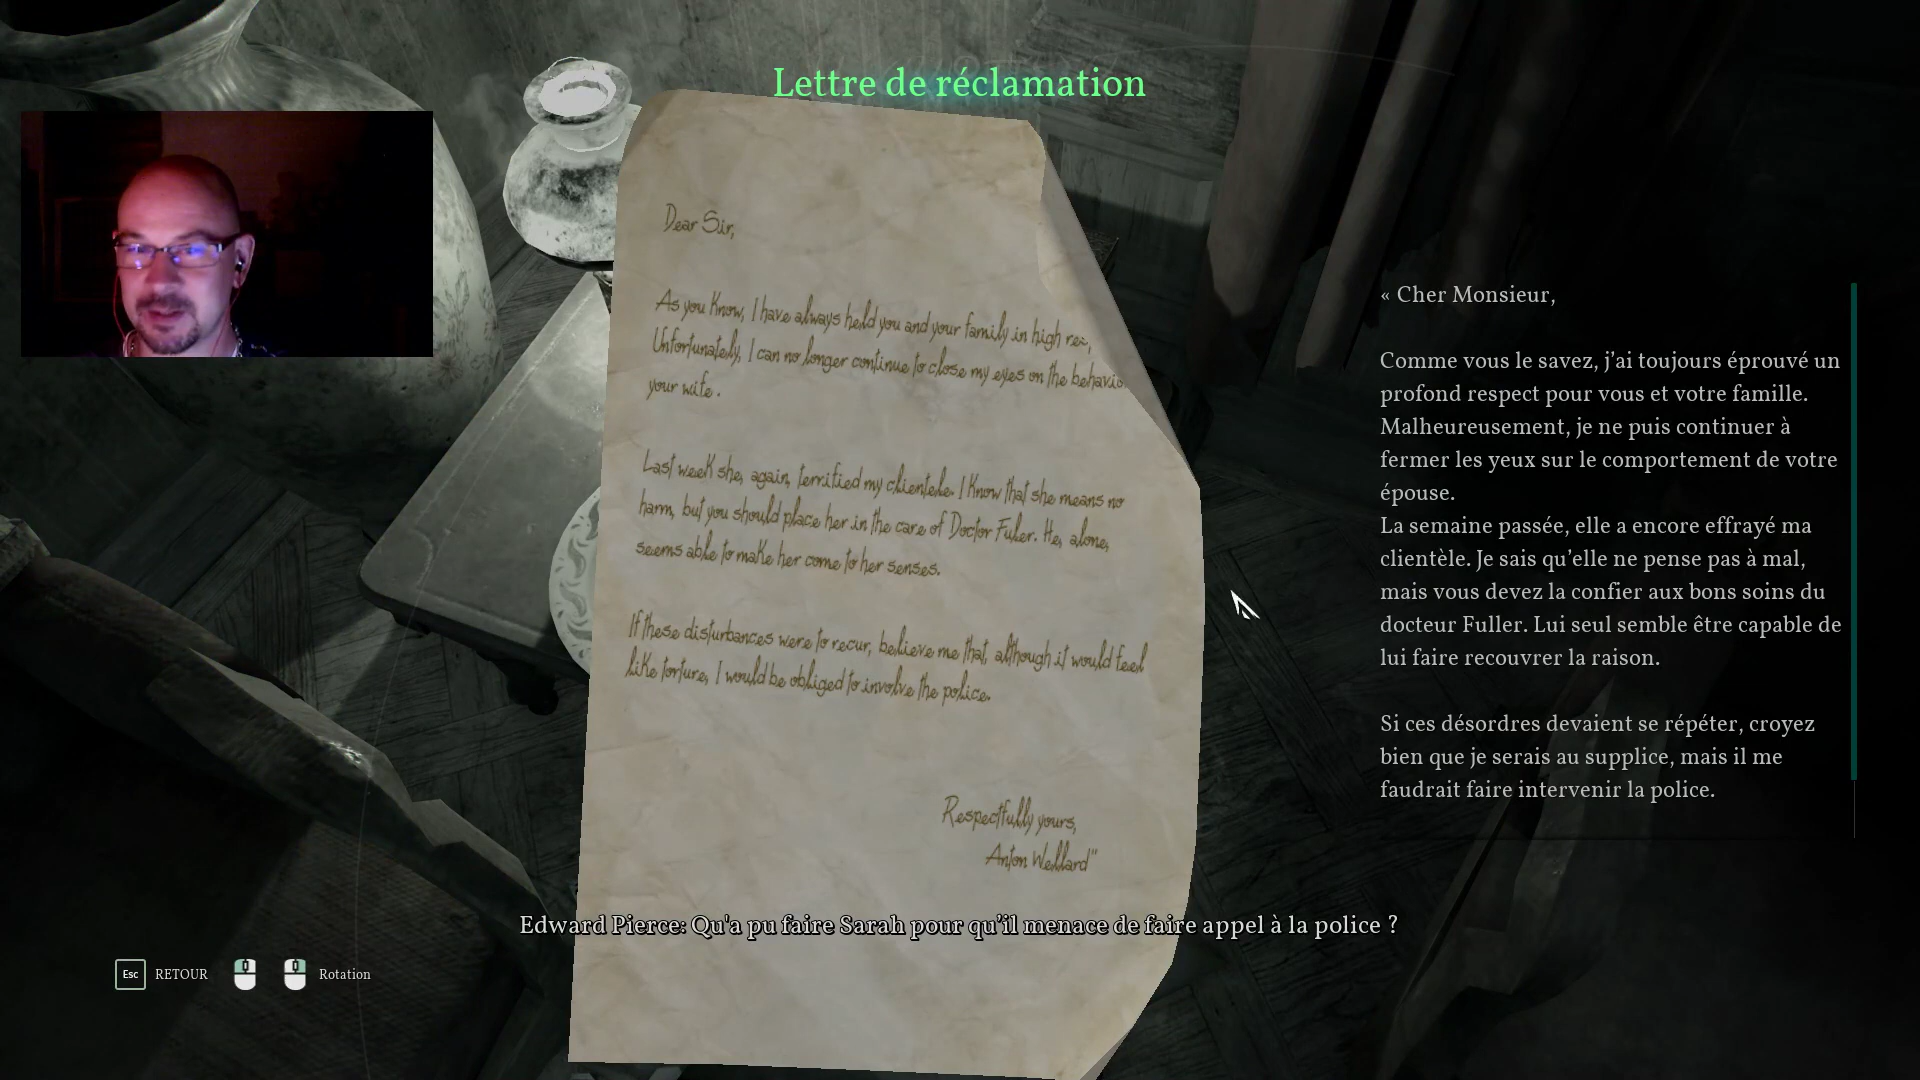 Lettre de réclamation
Dear Sir,
As you know, I have always held you and your family in high
Unfortunately, I can no longer continue to close my eyes on the
your wife.
Last week she, again, terrified my clientele. I know that she means no
harm, but you should place her in the care of Doctor Fuller. He, alone,
seems able to make her come to her senses.
If these disturbances were to recur, believe me that, although it would feel
like torture, I would be obliged to involve the police.
Respectfully yours,
Anton Wellard"
« Cher Monsieur,
Comme vous le savez, j’ai toujours éprouvé un
profond respect pour vous et votre famille.
Malheureusement, je ne puis continuer à
fermer les yeux sur le comportement de votre
épouse.
La semaine passée, elle a encore effrayé ma
clientèle. Je sais qu’elle ne pense pas à mal,
mais vous devez la confier aux bons soins du
docteur Fuller. Lui seul semble être capable de
lui faire recouvrer la raison.
Si ces désordres devaient se répéter, croyez
bien que je serais au supplice, mais il me
faudrait faire intervenir la police.
Edward Pierce: Qu'a pu faire Sarah pour qu’il menace de faire appel à la police ?
Esc RETOUR Rotation